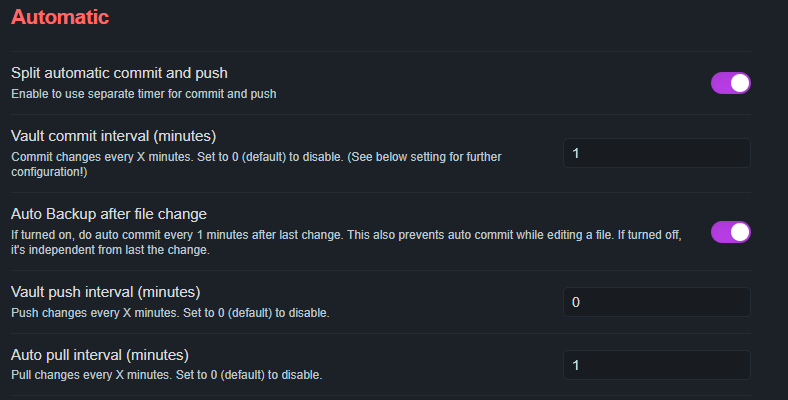 Automatic
Split automatic commit and push
Enable to use separate timer for commit and push
Vault commit interval (minutes)
Commit changes every X minutes. Set to 0 (default) to disable. (See below setting for further
configuration!)
1
Auto Backup after file change
If turned on, do auto commit every 1 minutes after last change. This also prevents auto commit while editing a file. If turned off,
it's independent from last the change.
Vault push interval (minutes)
Push changes every X minutes. Set to 0 (default) to disable.
0
Auto pull interval (minutes)
Pull changes every X minutes. Set to 0 (default) to disable.
1